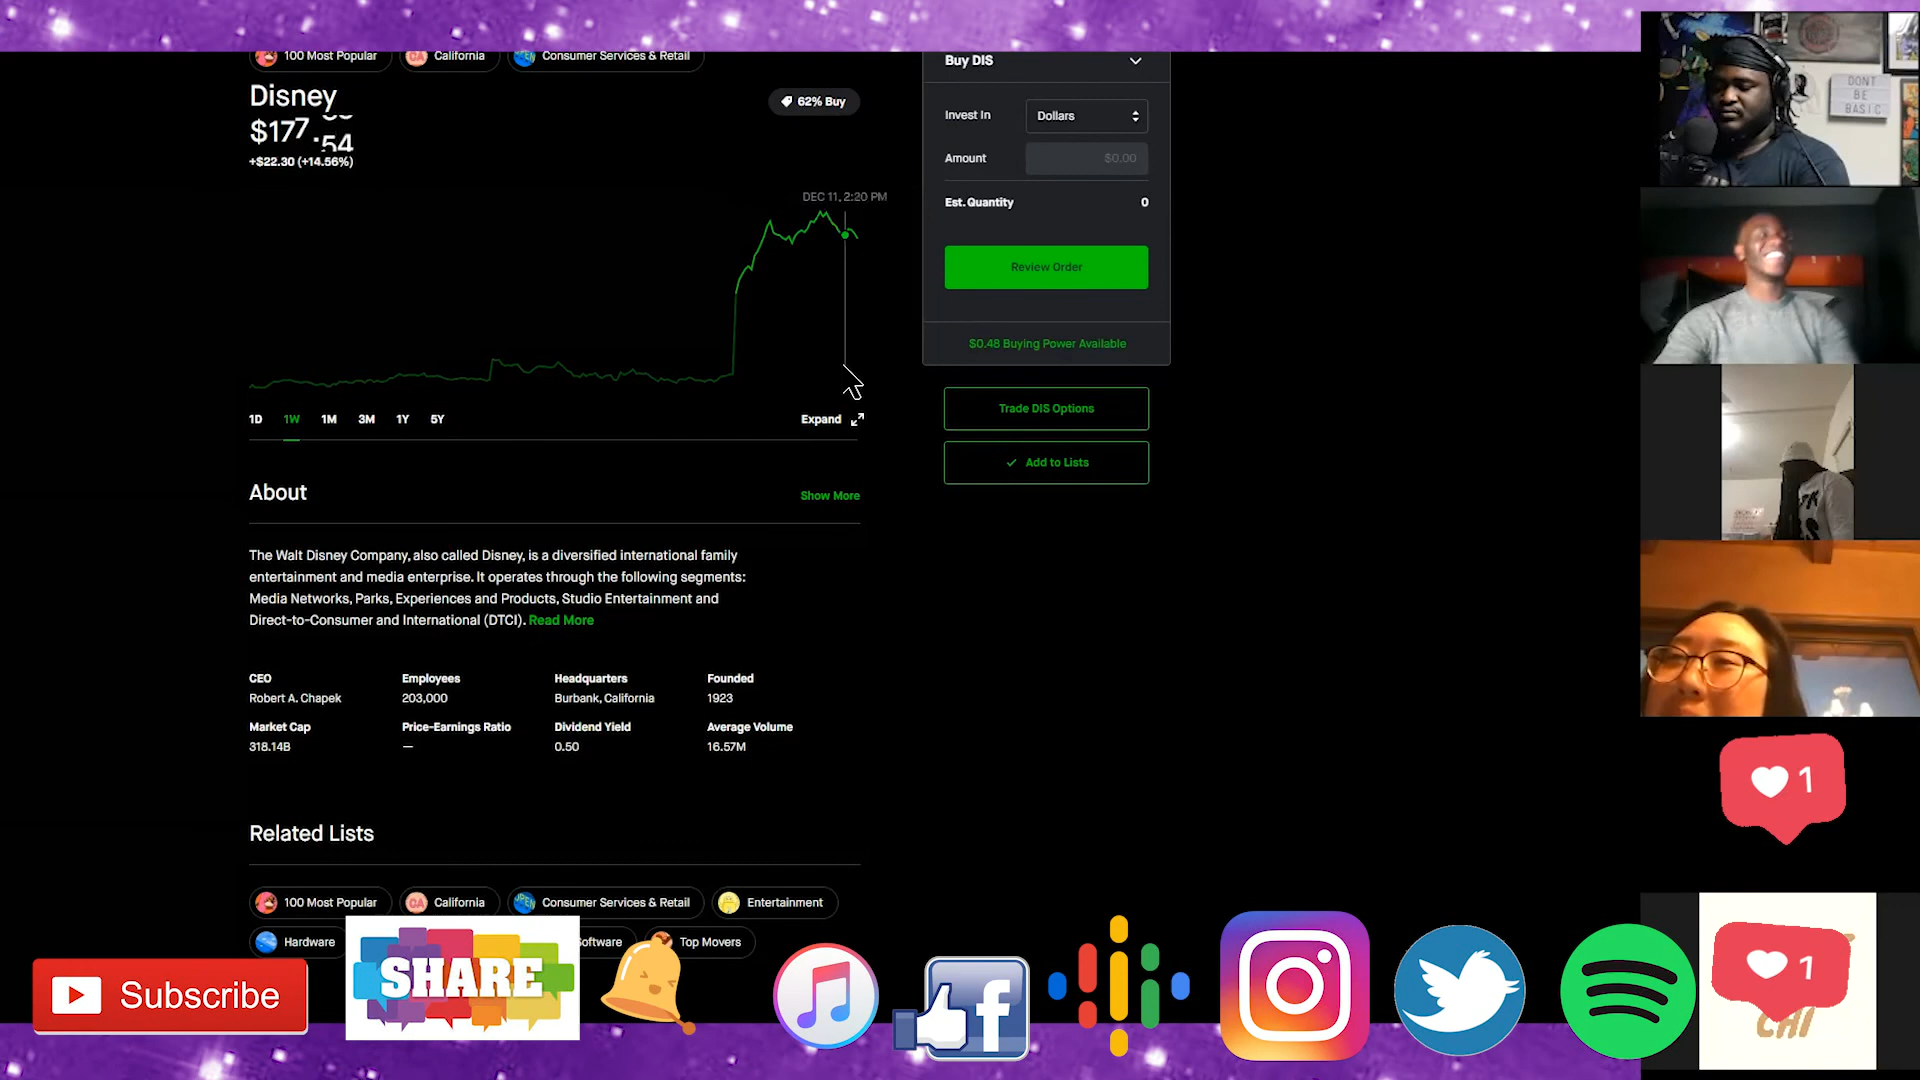 100 Most Popular
California
Consumer Services & Retail
Disney
$177.54
+$22.30 (+14.56%)
62% Buy
DEC 11, 2:20 PM
1D 1W 1M 3M 1Y 5Y
Expand
Buy DIS
Invest In
Dollars
Amount
$0.00
Est. Quantity
0
Review Order
$0.48 Buying Power Available
Trade DIS Options
Add to Lists
About
Show More
The Walt Disney Company, also called Disney, is a diversified international family
entertainment and media enterprise. It operates through the following segments:
Media Networks, Parks, Experiences and Products, Studio Entertainment and
Direct-to-Consumer and International (DTCI). Read More
CEO Employees Headquarters Founded
Robert A. Chapek 203,000 Burbank, California 1923
Market Cap Price-Earnings Ratio Dividend Yield Average Volume
318.14B — 0.50 16.57M
Related Lists
100 Most Popular
CA California
Consumer Services & Retail
Entertainment
Hardware
oftware
Top Movers
Subscribe
SHARE
f
DONT
BE
BASIC
1
1
CHI